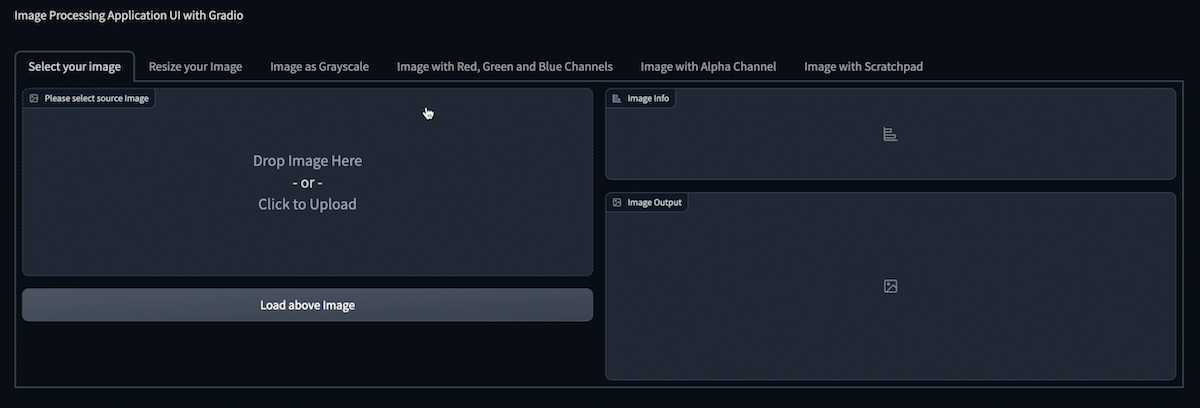 Image Processing Application UI with Gradio
Select your image
Resize your Image
Image as Grayscale
Image with Red, Green and Blue Channels
Image with Alpha Channel
Image with Scratchpad
Please select source Image
Drop Image Here
- or -
Click to Upload
Load above Image
Image Info
Image Output